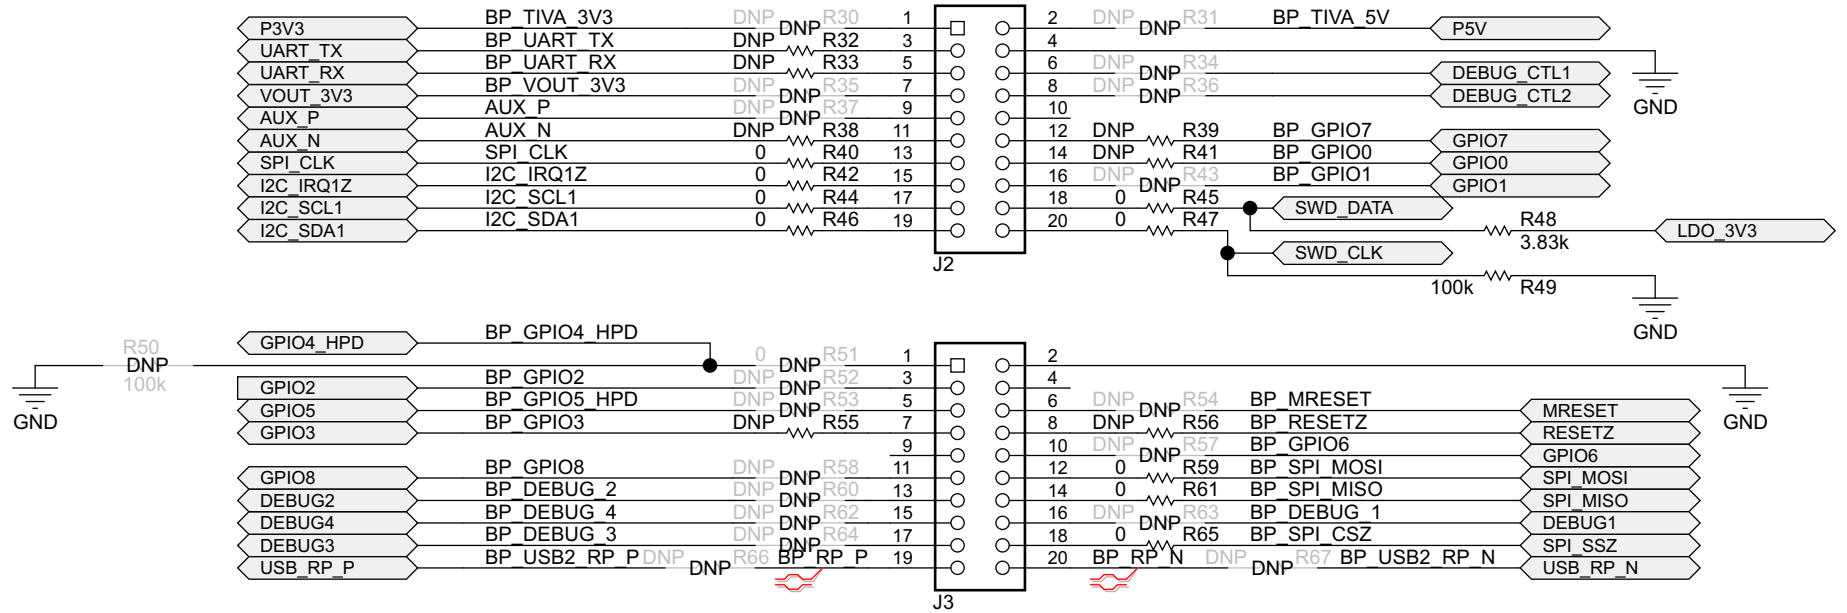 P3V3 BP_TIVA_3V3 DNP DNP R30 1 2 DNP DNP R31 BP_TIVA_5V P5V
UART_TX BP_UART_TX DNP R32 3 4
UART_RX BP_UART_RX DNP R33 5 6 DNP DNP R34 DEBUG_CTL1 GND
VOUT_3V3 BP_VOUT_3V3 DNP DNP R35 7 8 DNP DNP R36 DEBUG_CTL2
AUX_P AUX_P DNP DNP R37 9 10
AUX_N AUX_N DNP R38 11 12 DNP R39 BP_GPIO7 GPIO7
SPI_CLK SPI_CLK 0 R40 13 14 DNP R41 BP_GPIO0 GPIO0
I2C_IRQ1Z I2C_IRQ1Z 0 R42 15 16 DNP DNP R43 BP_GPIO1 GPIO1
I2C_SCL1 I2C_SCL1 0 R44 17 18 0 R45 SWD_DATA
I2C_SDA1 I2C_SDA1 0 R46 19 20 0 R47 R48 3.83k LDO_3V3
J2 SWD_CLK
100k R49
GND
GPIO4_HPD BP_GPIO4_HPD
R50 DNP 100k 0 DNP R51 1 2
GND GPIO2 BP_GPIO2 DNP DNP R52 3 4 GND
GPIO5 BP_GPIO5_HPD DNP DNP R53 5 6 DNP DNP R54 BP_MRESET MRESET
GPIO3 BP_GPIO3 DNP R55 7 8 DNP R56 BP_RESETZ RESETZ
9 10 DNP DNP R57 BP_GPIO6 GPIO6
GPIO8 BP_GPIO8 DNP DNP R58 11 12 0 R59 BP_SPI_MOSI SPI_MOSI
DEBUG2 BP_DEBUG_2 DNP DNP R60 13 14 0 R61 BP_SPI_MISO SPI_MISO
DEBUG4 BP_DEBUG_4 DNP DNP R62 15 16 DNP DNP R63 BP_DEBUG_1 DEBUG1
DEBUG3 BP_DEBUG_3 DNP DNP R64 17 18 0 R65 BP_SPI_CSZ SPI_SSZ
USB_RP_P BP_USB2_RP_P DNP DNP R66 BP_RP_P 19 20 BP_RP_N DNP DNP R67 BP_USB2_RP_N USB_RP_N
J3